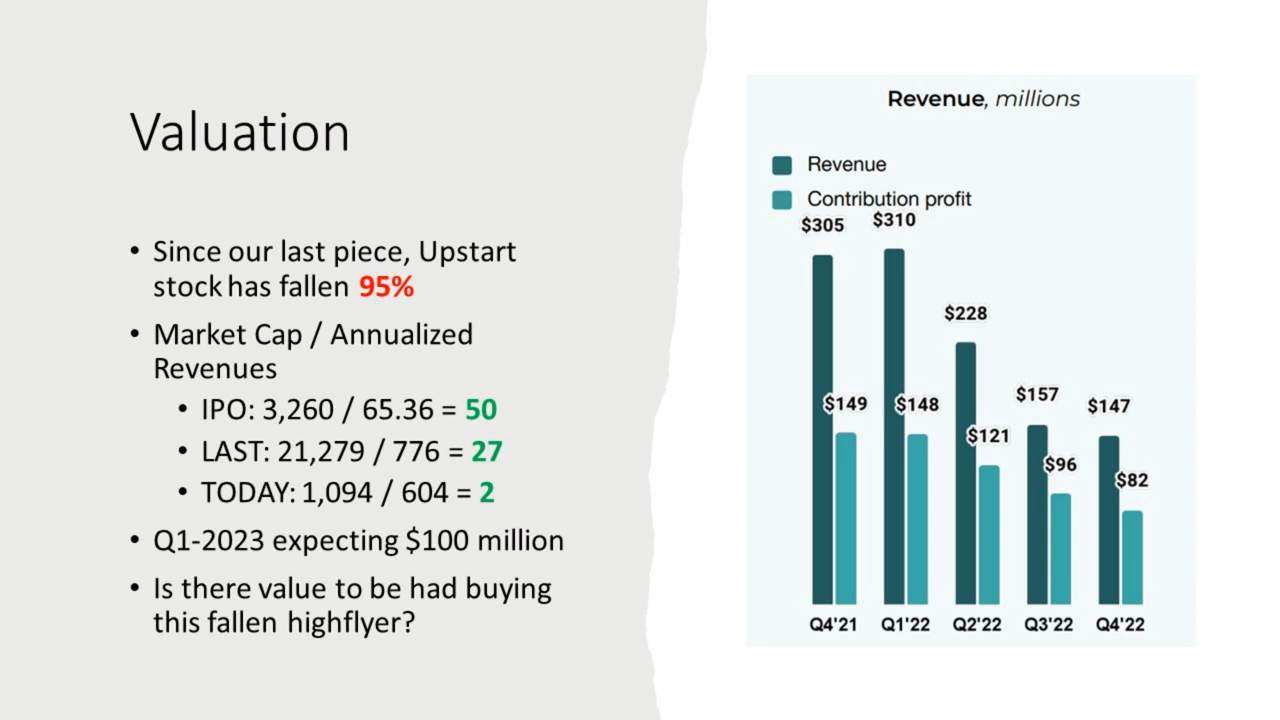 Valuation
• Since our last piece, Upstart
stock has fallen 95%
• Market Cap / Annualized
Revenues
• IPO: 3,260 / 65.36 = 50
• LAST: 21,279 / 776 = 27
• TODAY: 1,094 / 604 = 2
• Q1-2023 expecting $100 million
• Is there value to be had buying
this fallen highflyer?
Revenue, millions
Revenue
Contribution profit
$305 $310
$228
$149 $148 $157 $147
$121
$96
$82
Q4'21 Q1'22 Q2'22 Q3'22 Q4'22